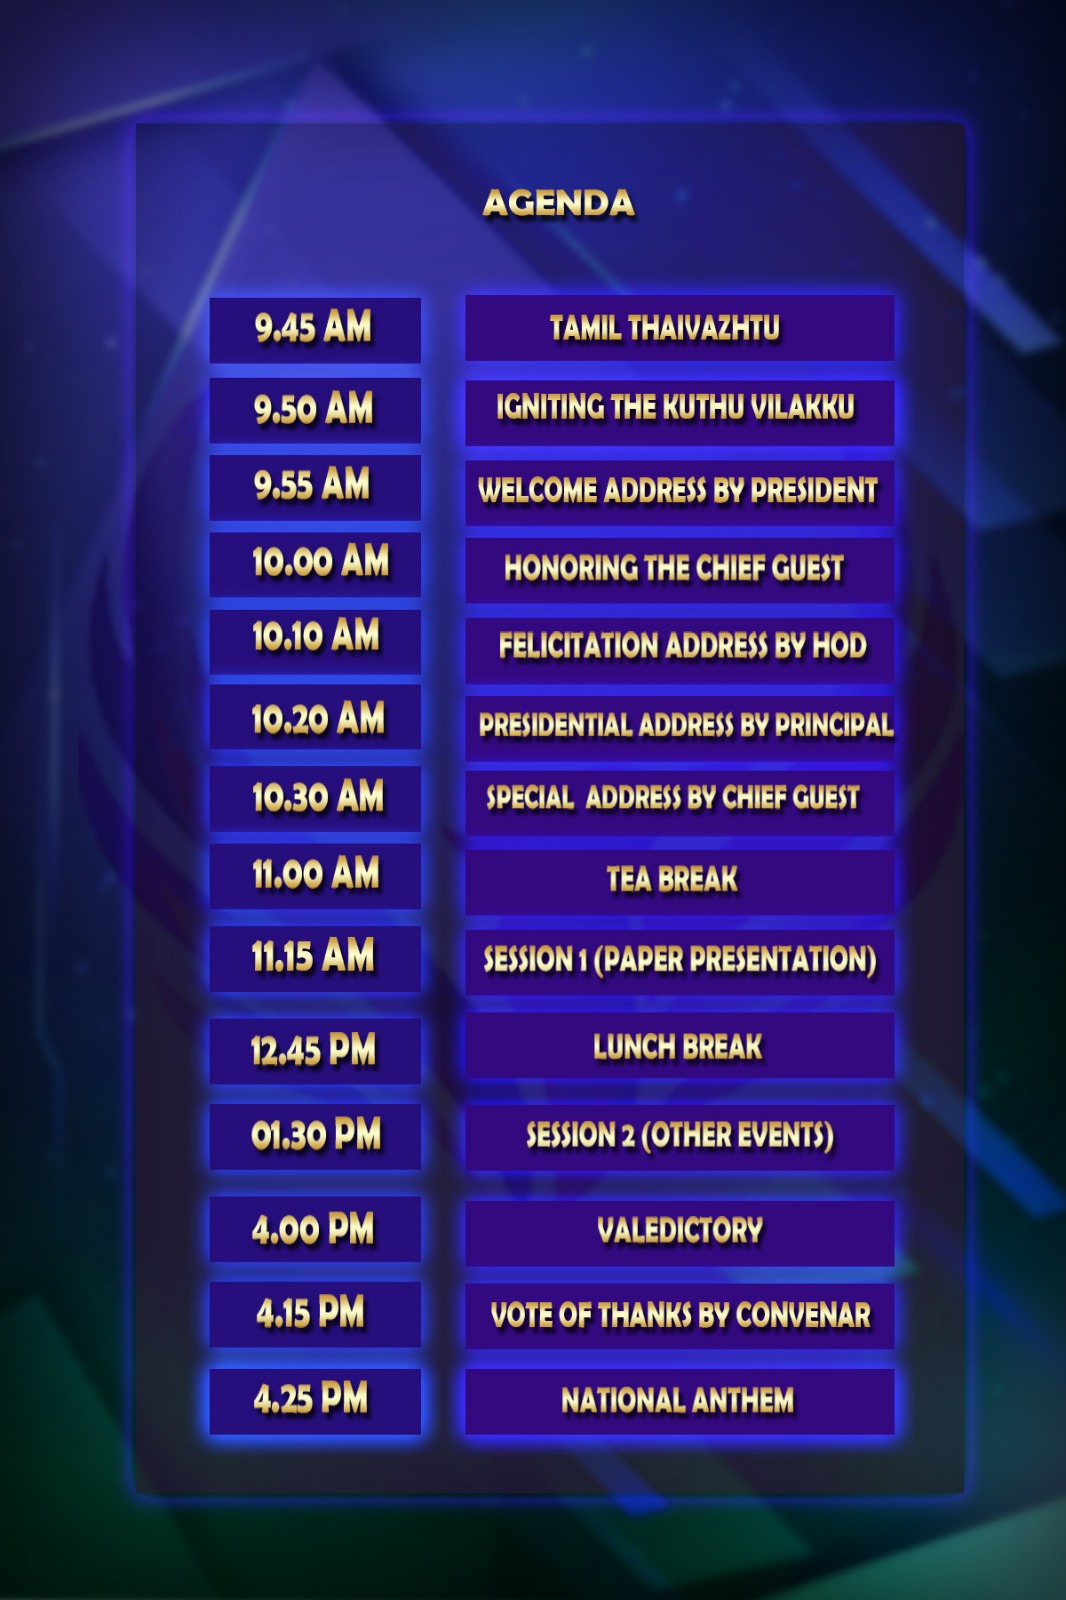 AGENDA
9.45 AM TAMIL THAIVAZHTU
9.50 AM IGNITING THE KUTHU VILAKKU
9.55 AM WELCOME ADDRESS BY PRESIDENT
10.00 AM HONORING THE CHIEF GUEST
10.10 AM FELICITATION ADDRESS BY HOD
10.20 AM PRESIDENTIAL ADDRESS BY PRINCIPAL
10.30 AM SPECIAL ADDRESS BY CHIEF GUEST
11.00 AM TEA BREAK
11.15 AM SESSION 1 (PAPER PRESENTATION)
12.45 PM LUNCH BREAK
01.30 PM SESSION 2 (OTHER EVENTS)
4.00 PM VALEDICTORY
4.15 PM VOTE OF THANKS BY CONVENAR
4.25 PM NATIONAL ANTHEM